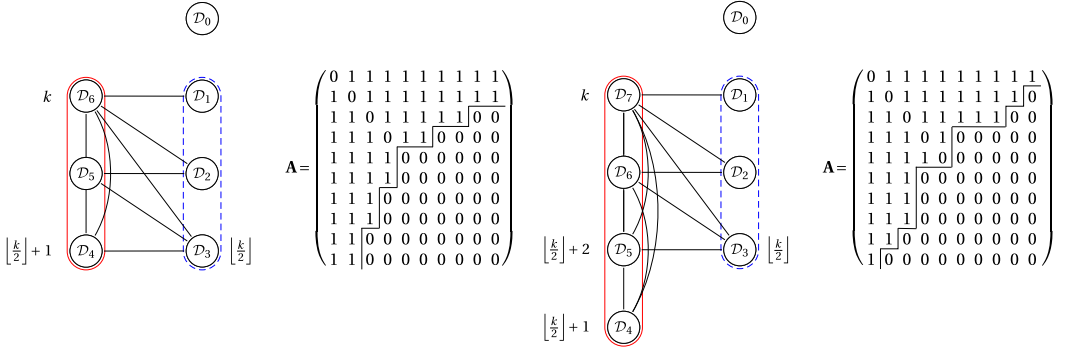 𝒟₀
k 𝒟₆ 𝒟₁
𝒟₅ 𝒟₂
⌊k/2⌋ + 1 𝒟₄ 𝒟₃ ⌊k/2⌋
A =
0 1 1 1 1 1 1 1 1 1
1 0 1 1 1 1 1 1 1 1
1 1 0 1 1 1 1 1 0 0
1 1 1 0 1 1 0 0 0 0
1 1 1 1 0 0 0 0 0 0
1 1 1 1 0 0 0 0 0 0
1 1 1 0 0 0 0 0 0 0
1 1 1 0 0 0 0 0 0 0
1 1 0 0 0 0 0 0 0 0
1 1 0 0 0 0 0 0 0 0
𝒟₀
k 𝒟₇ 𝒟₁
𝒟₆ 𝒟₂
⌊k/2⌋ + 2 𝒟₅ 𝒟₃ ⌊k/2⌋
⌊k/2⌋ + 1 𝒟₄
A =
0 1 1 1 1 1 1 1 1 1
1 0 1 1 1 1 1 1 1 0
1 1 0 1 1 1 1 1 0 0
1 1 1 0 1 0 0 0 0 0
1 1 1 1 0 0 0 0 0 0
1 1 1 0 0 0 0 0 0 0
1 1 1 0 0 0 0 0 0 0
1 1 1 0 0 0 0 0 0 0
1 1 0 0 0 0 0 0 0 0
1 0 0 0 0 0 0 0 0 0